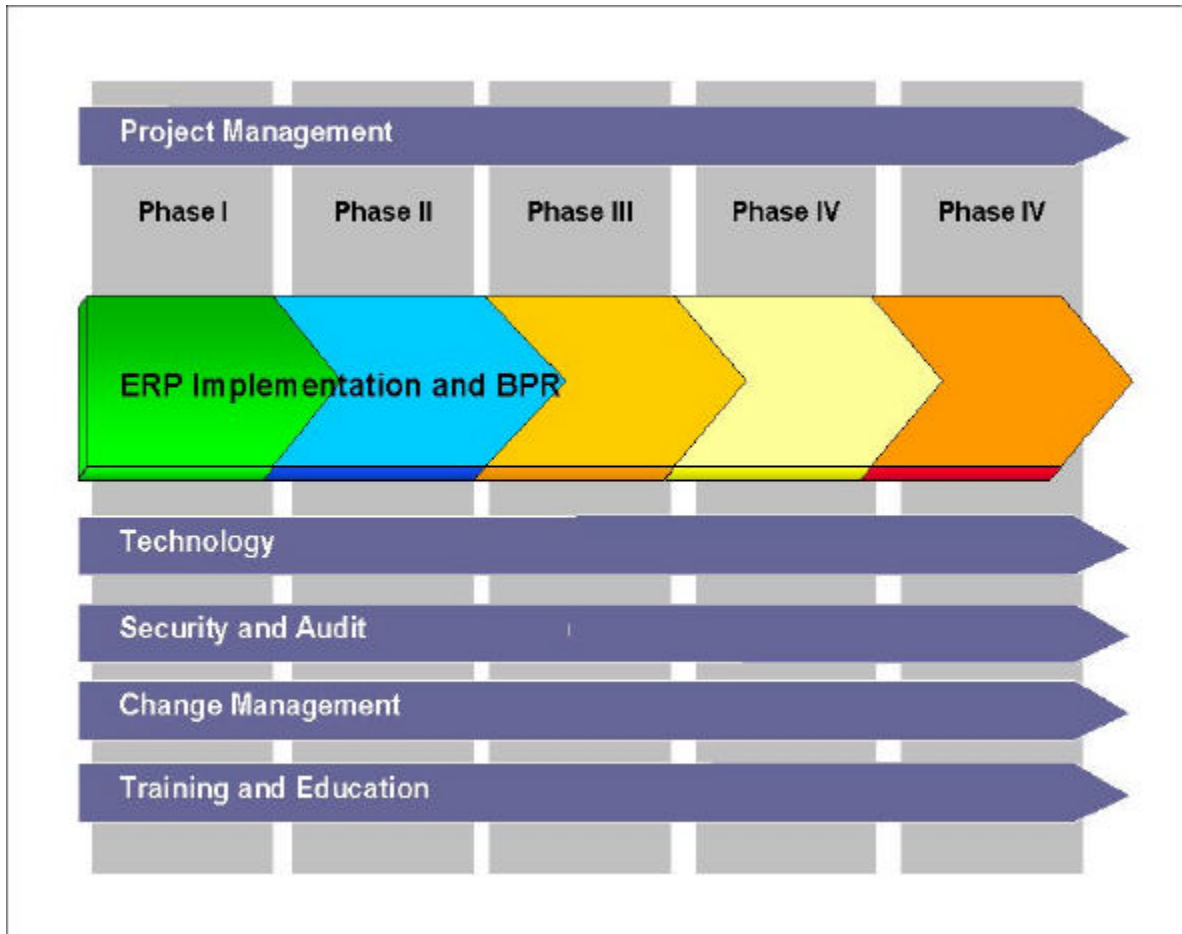 Project Management
Phase I Phase II Phase III Phase IV Phase IV
ERP Implementation and BPR
Technology
Security and Audit
Change Management
Training and Education